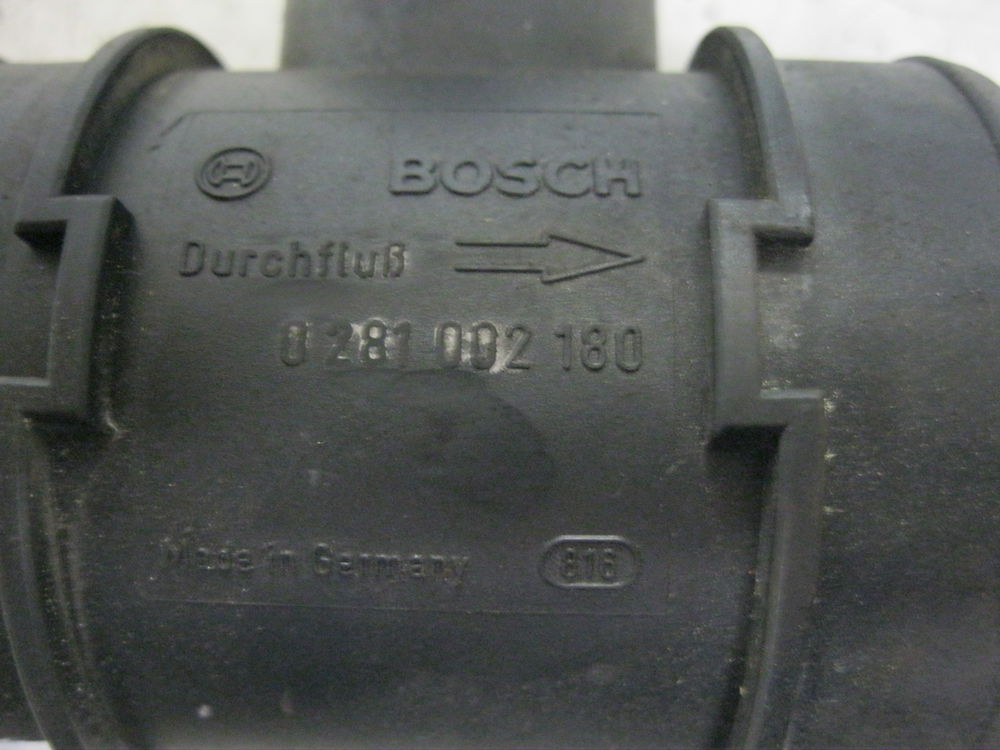 BOSCH
Durchfluß
0 281 002 180
Made in Germany 816